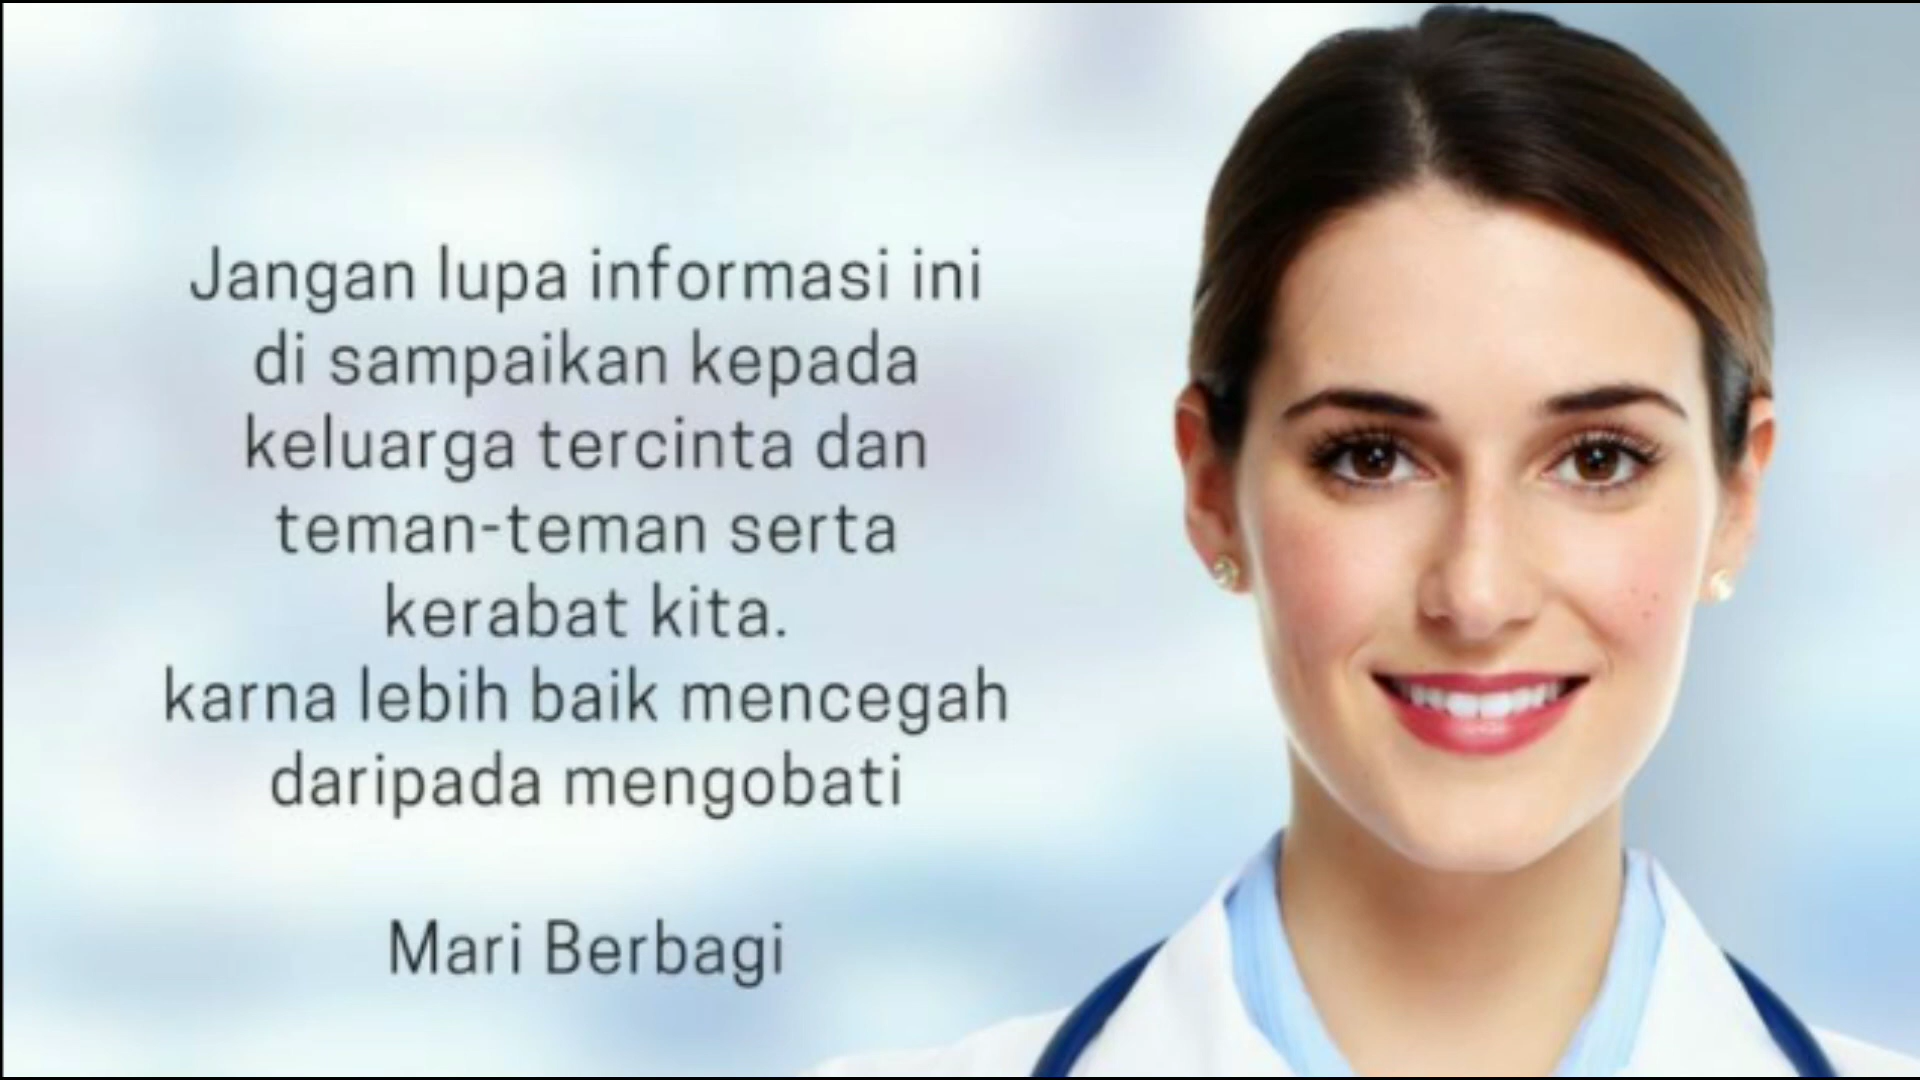 Jangan lupa informasi ini
di sampaikan kepada
keluarga tercinta dan
teman-teman serta
kerabat kita.
karna lebih baik mencegah
daripada mengobati
Mari Berbagi